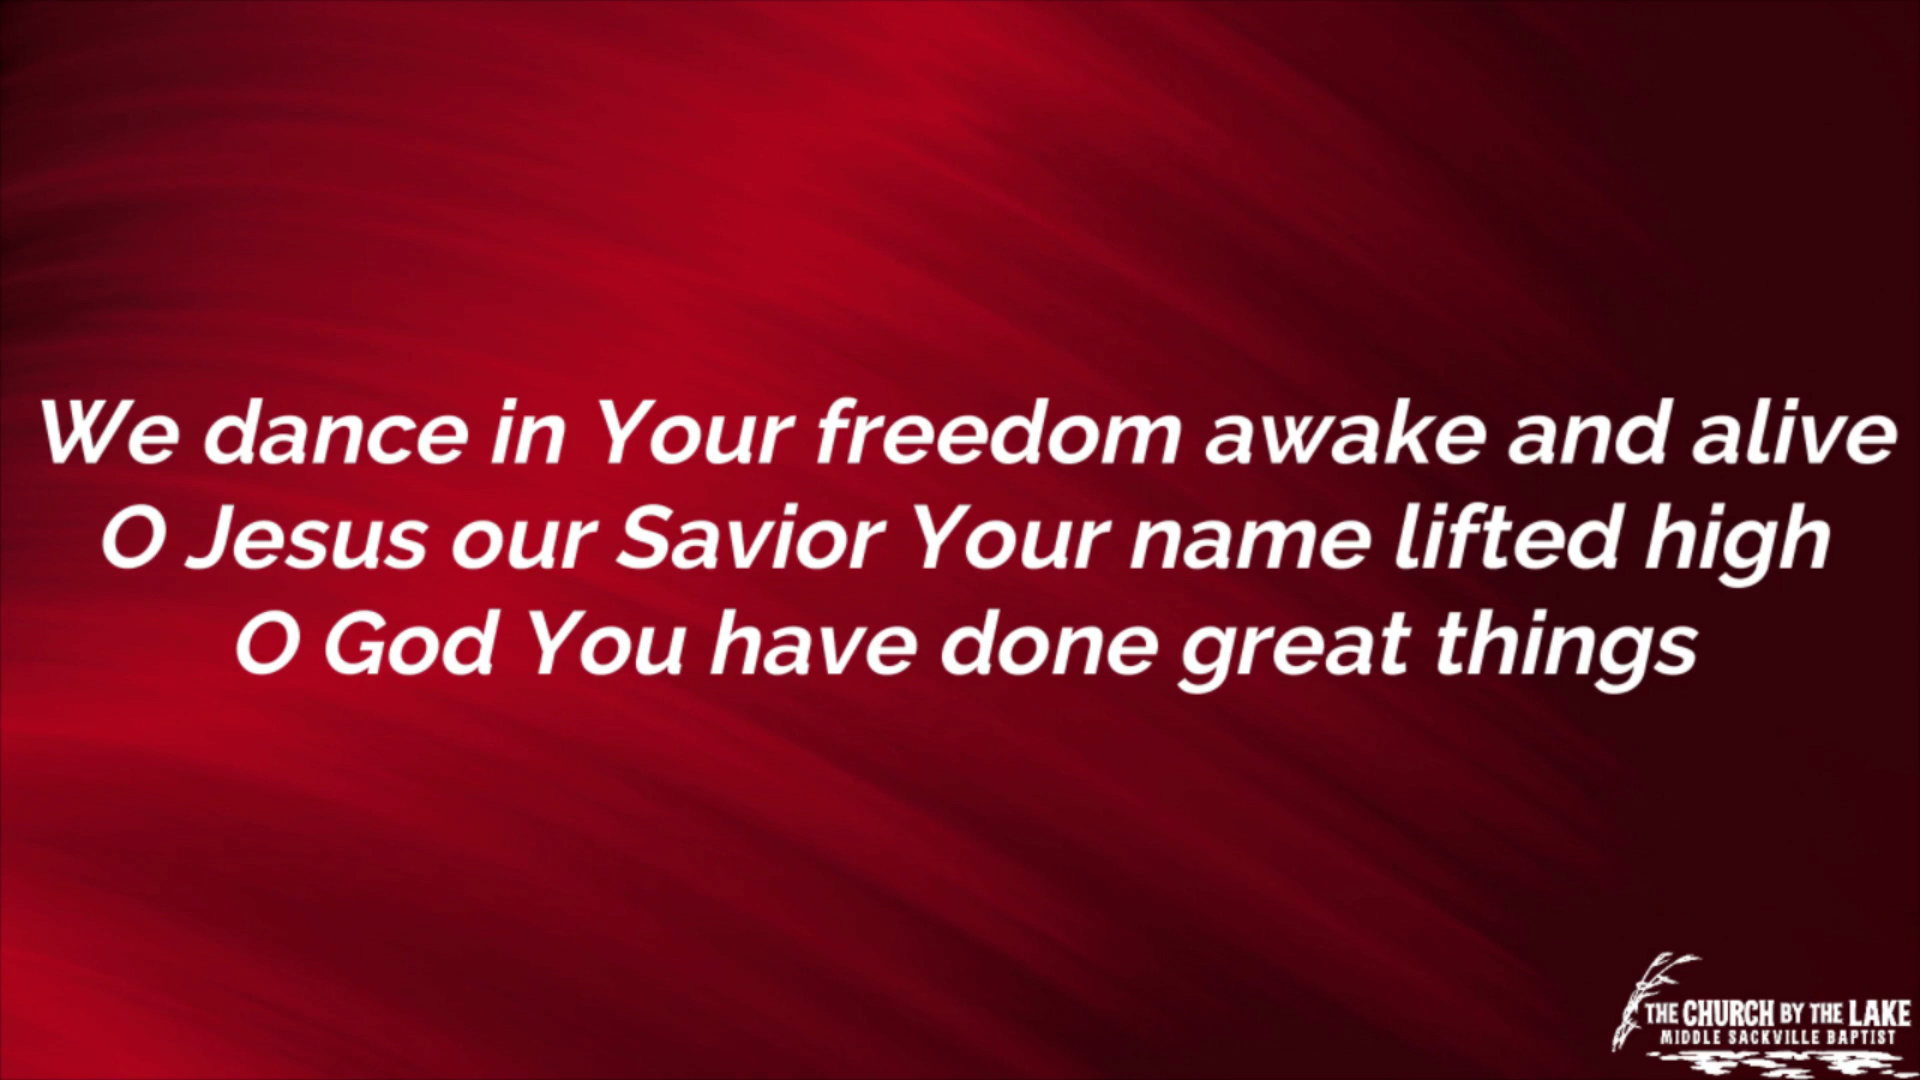 We dance in Your freedom awake and alive
O Jesus our Savior Your name lifted high
O God You have done great things
THE CHURCH BY THE LAKE
MIDDLE SACKVILLE BAPTIST